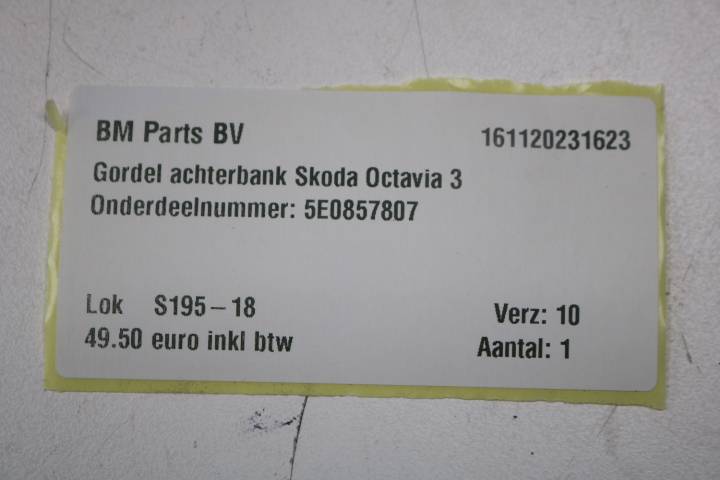 BM Parts BV 161120231623
Gordel achterbank Skoda Octavia 3
Onderdeelnummer: 5E0857807
Lok S195-18 Verz: 10
49.50 euro inkl btw Aantal: 1